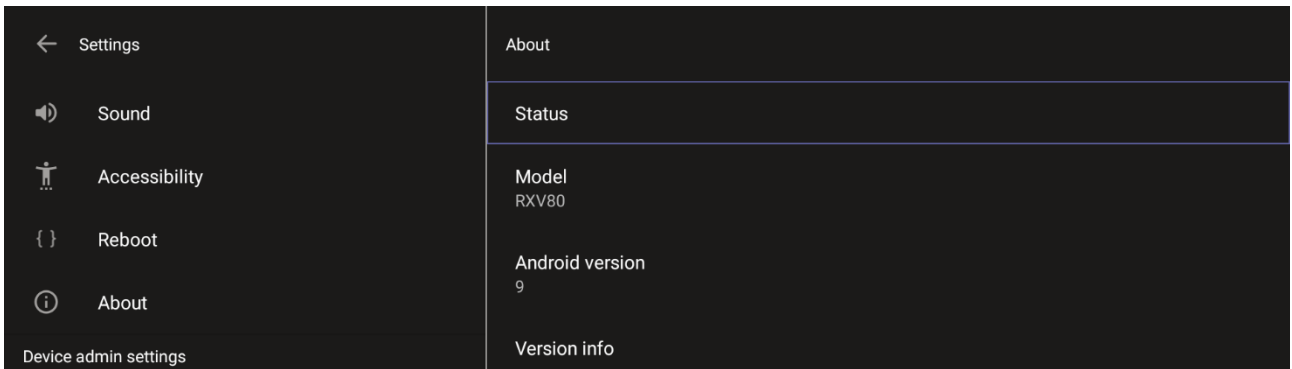 Settings
Sound
Accessibility
{ } Reboot
About
Device admin settings
About
Status
Model
RXV80
Android version
9
Version info